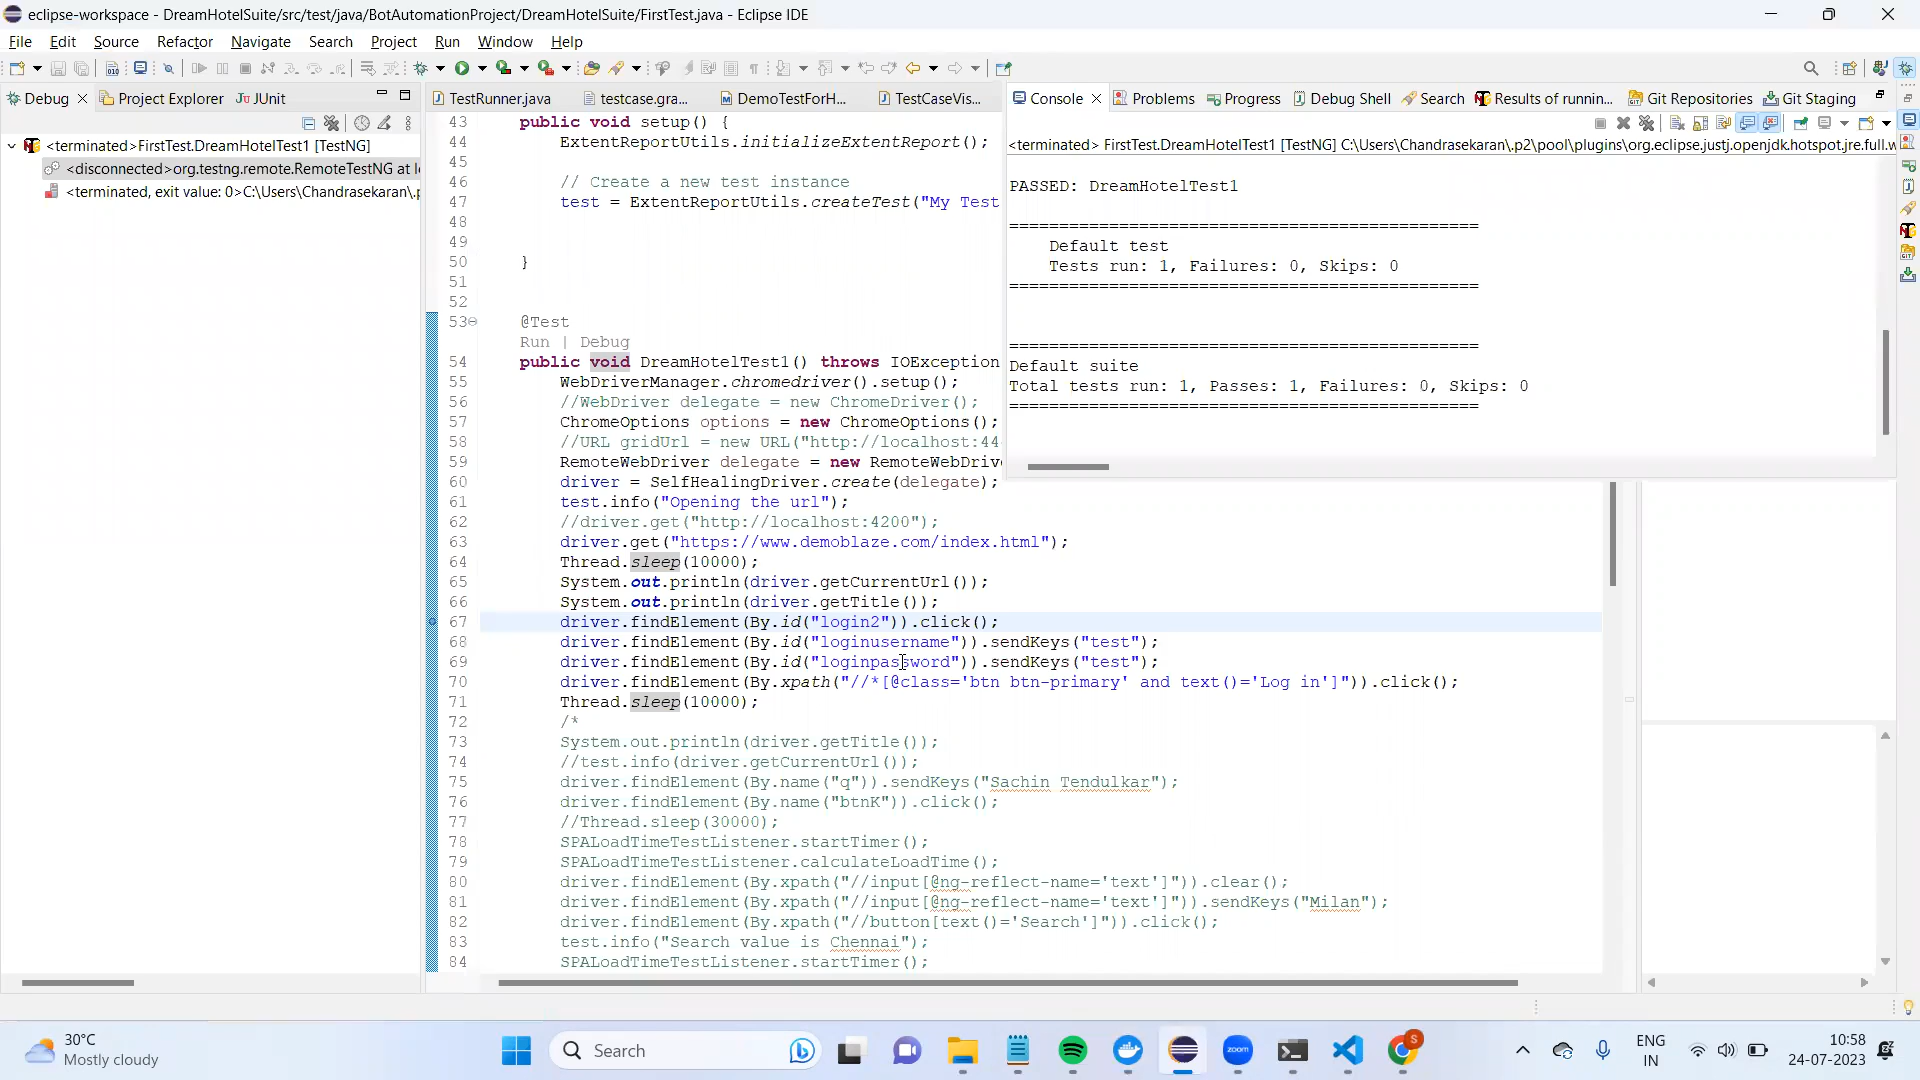 eclipse-workspace - DreamHotelSuite/src/test/java/BotAutomationProject/DreamHotelSuite/FirstTest.java - Eclipse IDE
File Edit Source Refactor Navigate Search Project Run Window Help
Debug Project Explorer JUnit
<terminated>FirstTest.DreamHotelTest1 [TestNG]
<disconnected>org.testng.remote.RemoteTestNG at lo
<terminated, exit value: 0>C:\Users\Chandrasekaran\.p
TestRunner.java testcase.gra... DemoTestForH... TestCaseVis...
43 public void setup() {
44 ExtentReportUtils.initializeExtentReport();
45
46 // Create a new test instance
47 test = ExtentReportUtils.createTest("My Test
48
49
50 }
51
52
53 @Test
Run | Debug
54 public void DreamHotelTest1() throws IOException
55 WebDriverManager.chromedriver().setup();
56 //WebDriver delegate = new ChromeDriver();
57 ChromeOptions options = new ChromeOptions();
58 //URL gridUrl = new URL("http://localhost:44
59 RemoteWebDriver delegate = new RemoteWebDrive
60 driver = SelfHealingDriver.create(delegate);
61 test.info("Opening the url");
62 //driver.get("http://localhost:4200");
63 driver.get("https://www.demoblaze.com/index.html");
64 Thread.sleep(10000);
65 System.out.println(driver.getCurrentUrl());
66 System.out.println(driver.getTitle());
67 driver.findElement(By.id("login2")).click();
68 driver.findElement(By.id("loginusername")).sendKeys("test");
69 driver.findElement(By.id("loginpassword")).sendKeys("test");
70 driver.findElement(By.xpath("//*[@class='btn btn-primary' and text()='Log in']")).click();
71 Thread.sleep(10000);
72 /*
73 System.out.println(driver.getTitle());
74 //test.info(driver.getCurrentUrl());
75 driver.findElement(By.name("q")).sendKeys("Sachin Tendulkar");
76 driver.findElement(By.name("btnK")).click();
77 //Thread.sleep(30000);
78 SPALoadTimeTestListener.startTimer();
79 SPALoadTimeTestListener.calculateLoadTime();
80 driver.findElement(By.xpath("//input[@ng-reflect-name='text']")).clear();
81 driver.findElement(By.xpath("//input[@ng-reflect-name='text']")).sendKeys("Milan");
82 driver.findElement(By.xpath("//button[text()='Search']")).click();
83 test.info("Search value is Chennai");
84 SPALoadTimeTestListener.startTimer();
Console Problems Progress Debug Shell Search Results of runnin... Git Repositories Git Staging
<terminated> FirstTest.DreamHotelTest1 [TestNG] C:\Users\Chandrasekaran\.p2\pool\plugins\org.eclipse.justj.openjdk.hotspot.jre.full.w
PASSED: DreamHotelTest1
===============================================
Default test
Tests run: 1, Failures: 0, Skips: 0
===============================================
===============================================
Default suite
Total tests run: 1, Passes: 1, Failures: 0, Skips: 0
===============================================
30°C
Mostly cloudy
Search
zoom
S
ENG
IN
10:58
24-07-2023